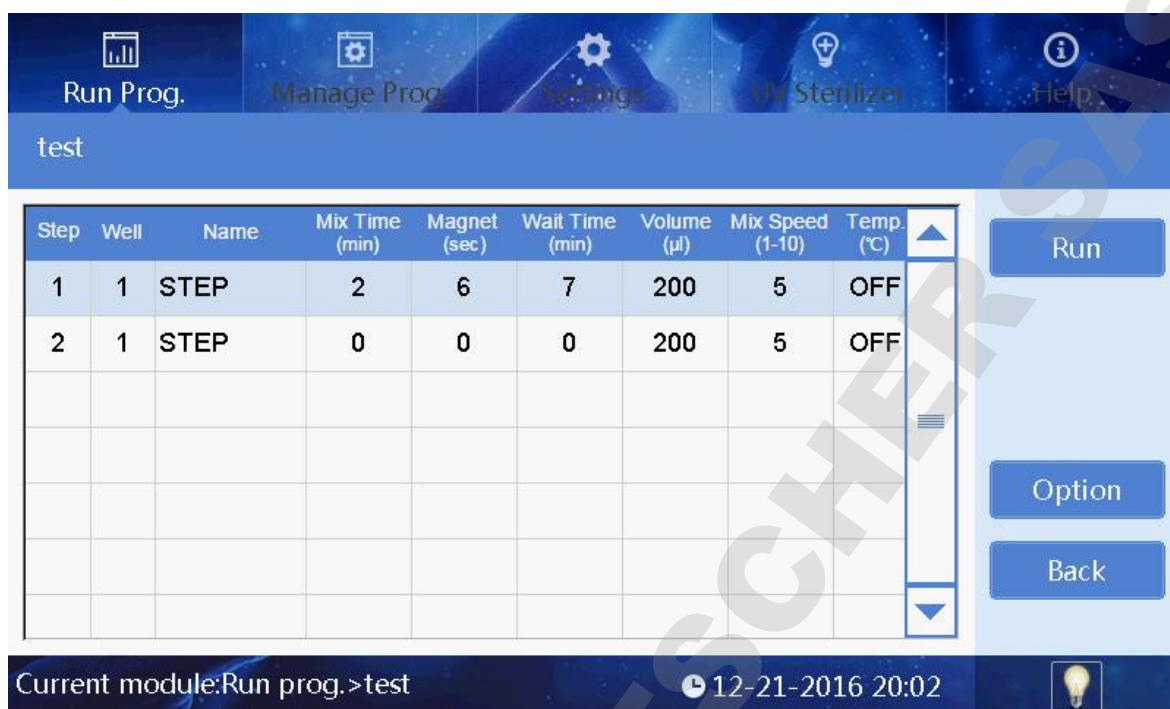 Run Prog. Manage Prog. Settings UV Sterilizer Help
test
Step Well Name Mix Time (min) Magnet (sec) Wait Time (min) Volume (µl) Mix Speed (1-10) Temp. (℃)
1 1 STEP 2 6 7 200 5 OFF
2 1 STEP 0 0 0 200 5 OFF
Run
Option
Back
Current module:Run prog.>test 12-21-2016 20:02
SCHER SAS